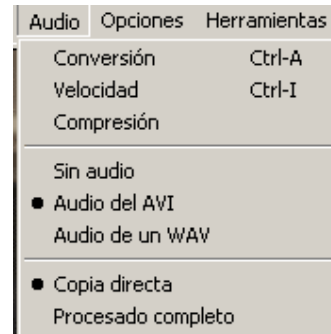 Audio Opciones Herramientas
Conversión Ctrl-A
Velocidad Ctrl-I
Compresión
Sin audio
Audio del AVI
Audio de un WAV
Copia directa
Procesado completo